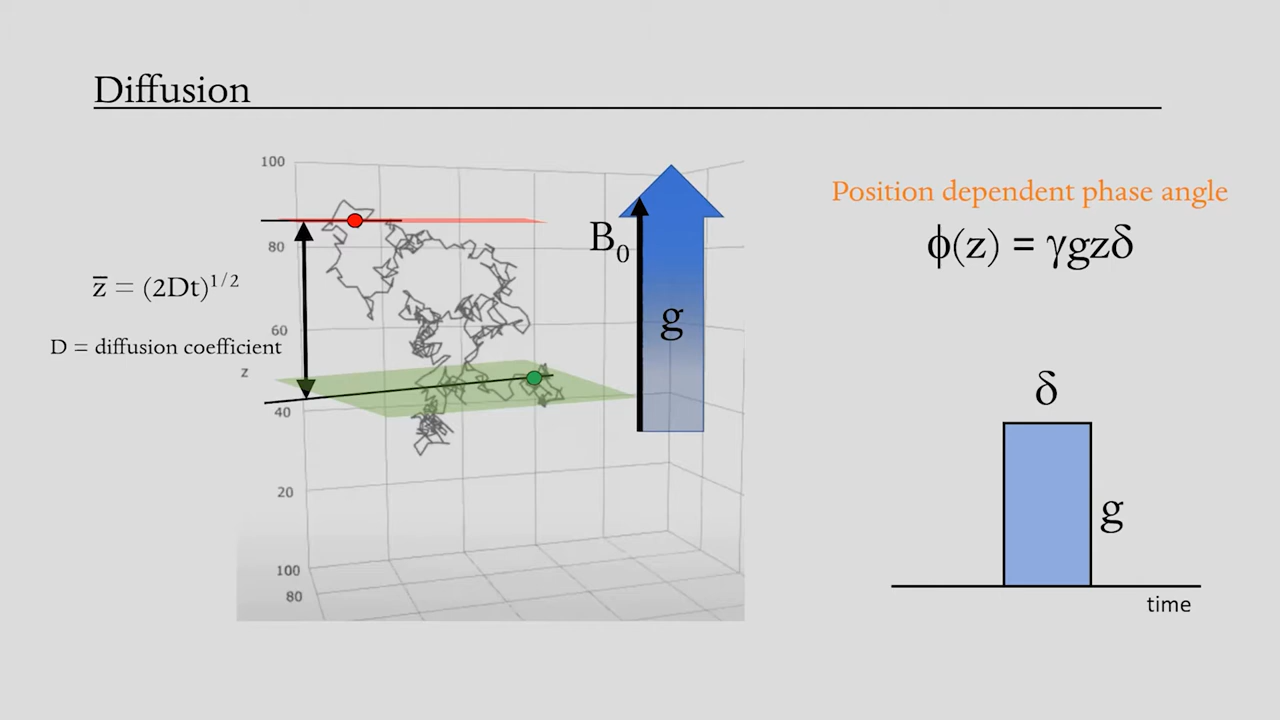 Diffusion
100
80
60
z
40
20
100
80
z̅ = (2Dt)^1/2
D = diffusion coefficient
B₀
g
Position dependent phase angle
ϕ(z) = γgzδ
δ
g
time